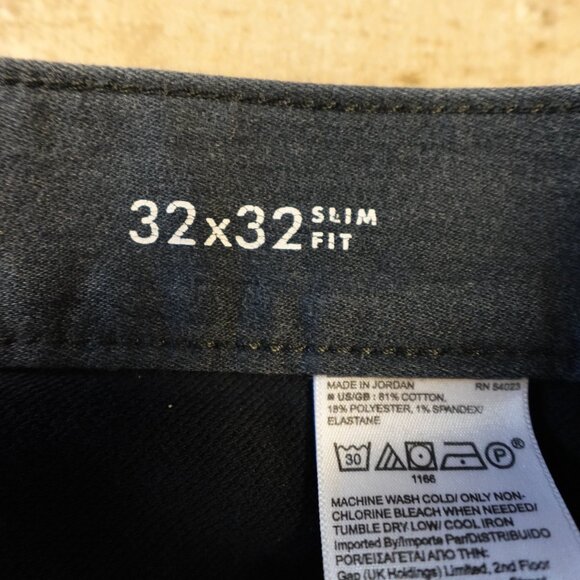 32x32 SLIM
FIT
MADE IN JORDAN RN 54023
US/GB : 81% COTTON,
18% POLYESTER, 1% SPANDEX/
ELASTANE
30 P ®
1166
MACHINE WASH COLD/ ONLY NON-
CHLORINE BLEACH WHEN NEEDED/
TUMBLE DRY LOW/ COOL IRON
Imported By/Importe Par/DISTRIBUIDO
POR/ΕΙΣΑΓΕΤΑΙ ΑΠΟ ΤΗΝ:
Gap (UK Holdings) Limited, 2nd Floor